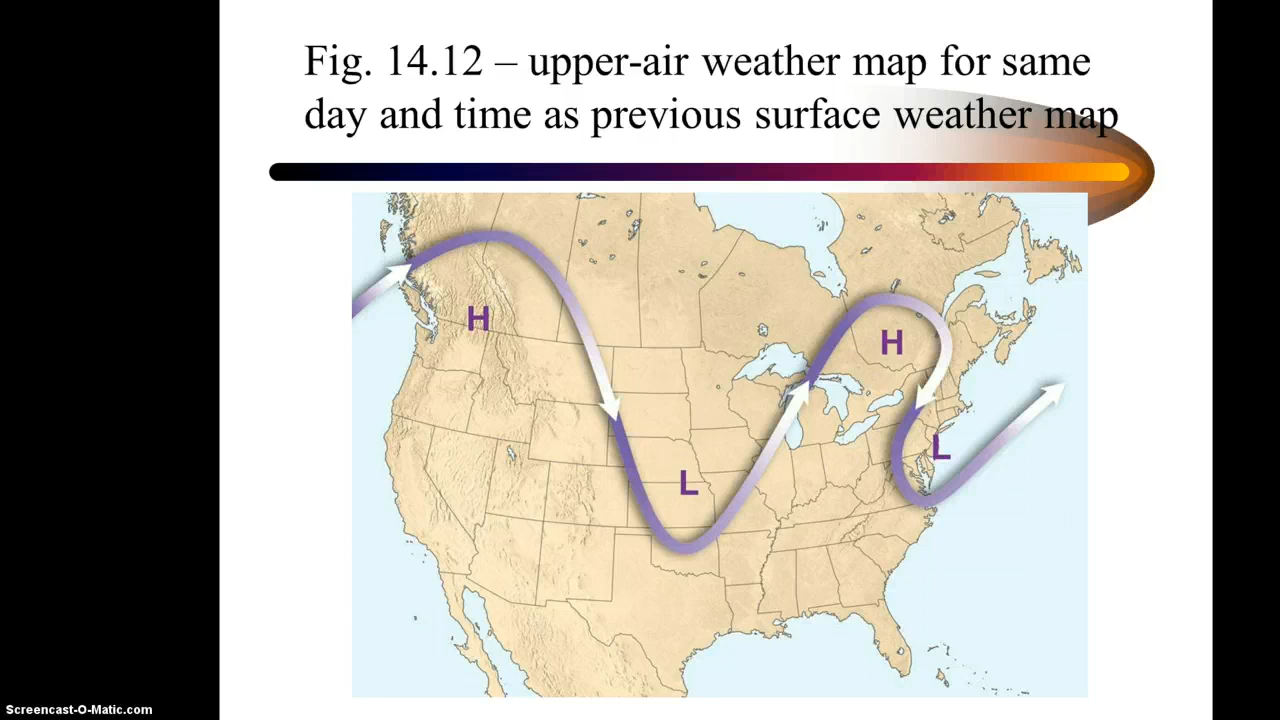 Fig. 14.12 – upper-air weather map for same
day and time as previous surface weather map
H
H
L
L
Screencast-O-Matic.com